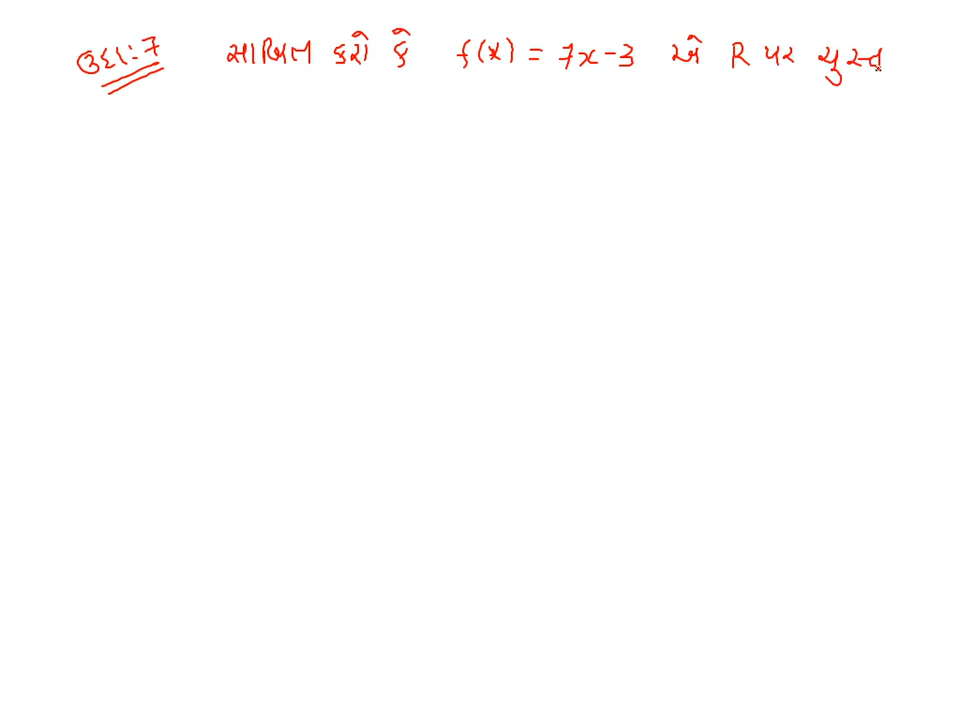 ઉદા:7 સાબિત કરો કે f(x) = 7x-3 એ R પર ચુસ્ત